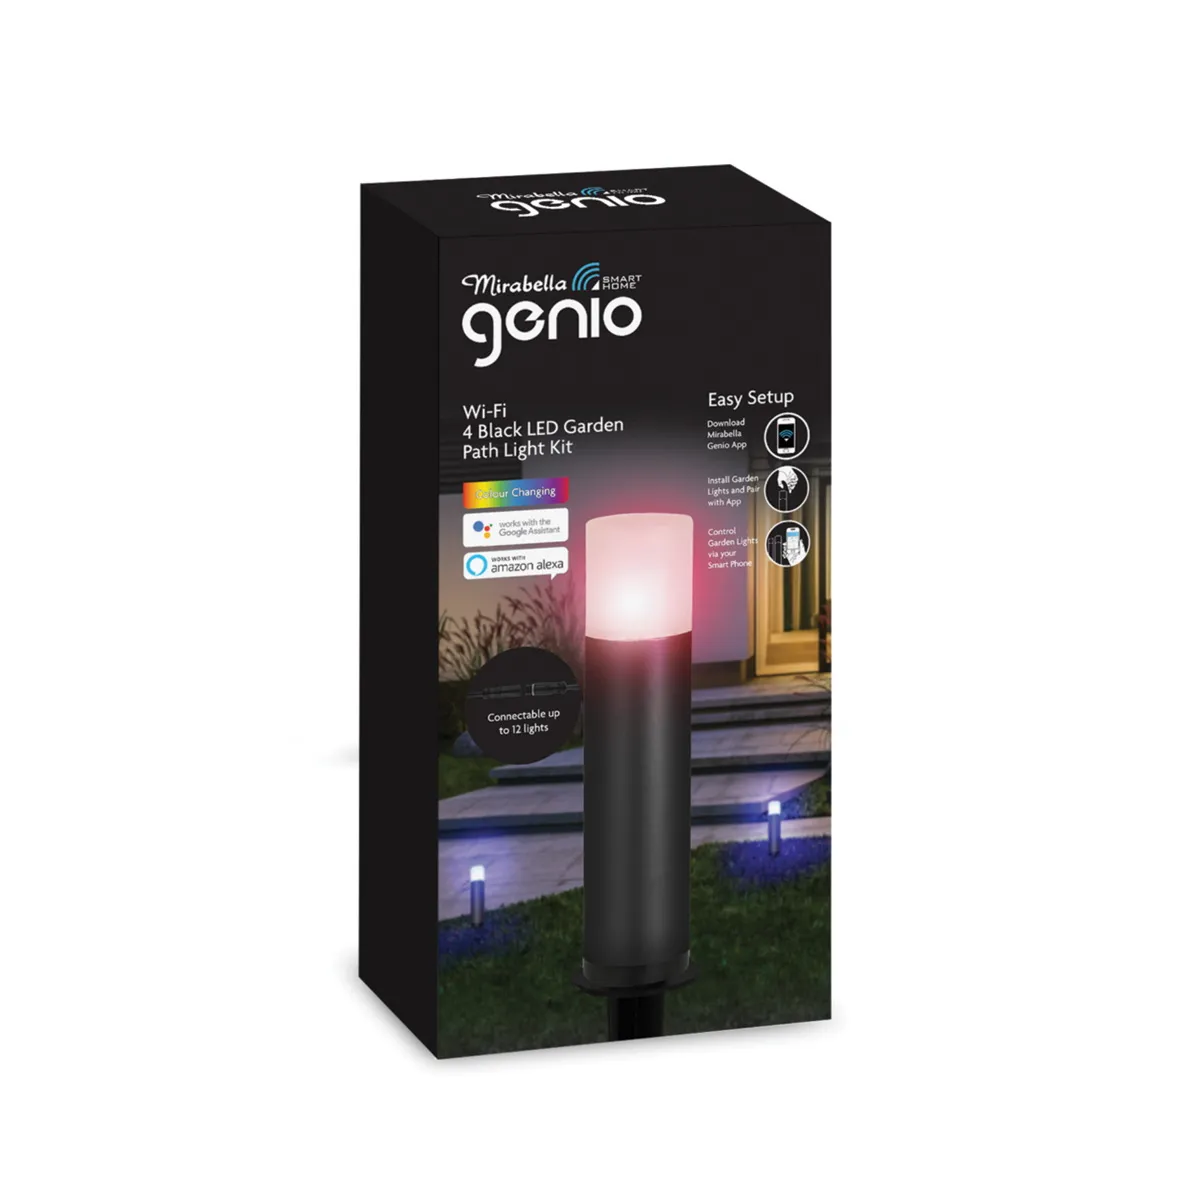 Mirabella SMART HOME
genio
Mirabella SMART
HOME™
genio
Wi-Fi
4 Black LED Garden
Path Light Kit
Colour Changing
works with the
Google Assistant
WORKS WITH
amazon alexa
Connectable up
to 12 lights
Easy Setup
Download
Mirabella
Genio App
Install Garden
Lights and Pair
with App
Control
Garden Lights
via your
Smart Phone